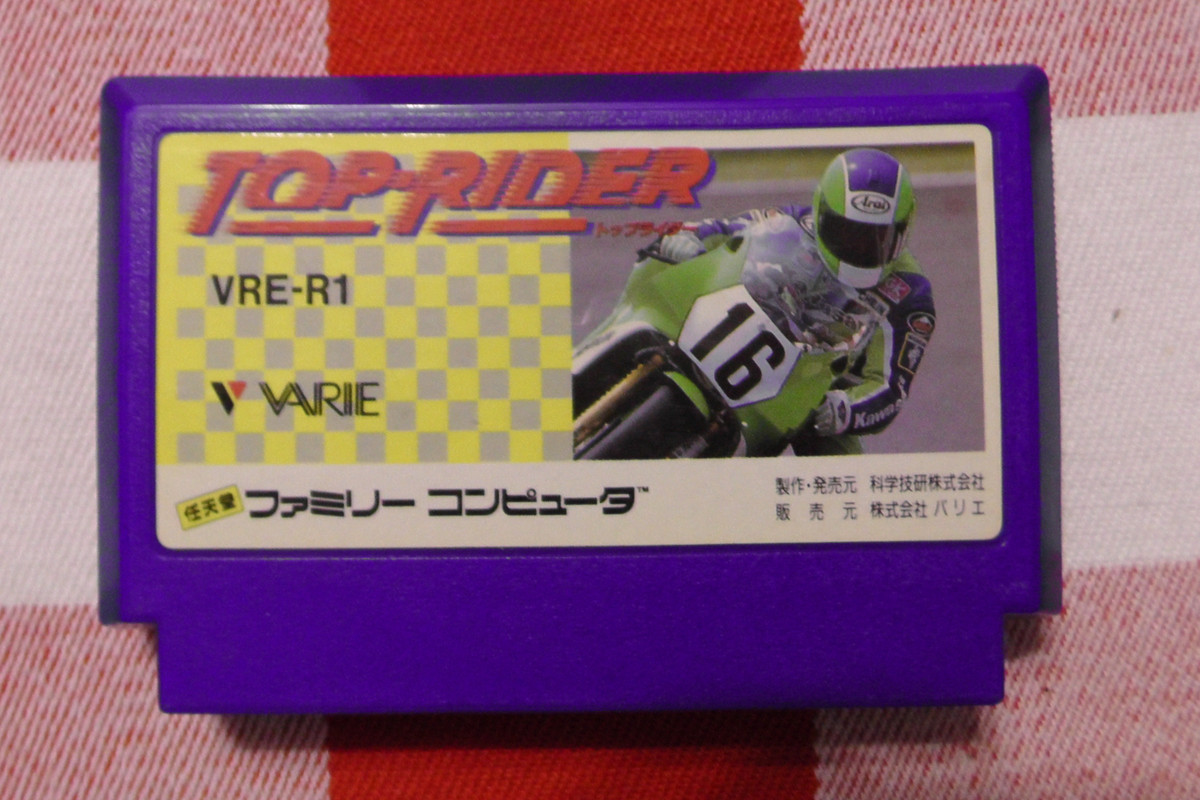 TOP-RIDER
トップライダー
VRE-R1
VARIE
Arai
16
Kawas
任天堂 ファミリー コンピュータ™
製作・発売元 科学技研株式会社
販売元 株式会社 バリエ